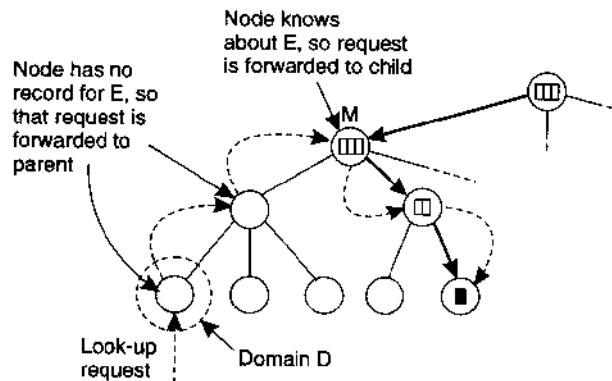 Node knows
about E, so request
is forwarded to child
Node has no
record for E, so
that request is
forwarded to
parent
M
Look-up
request
Domain D